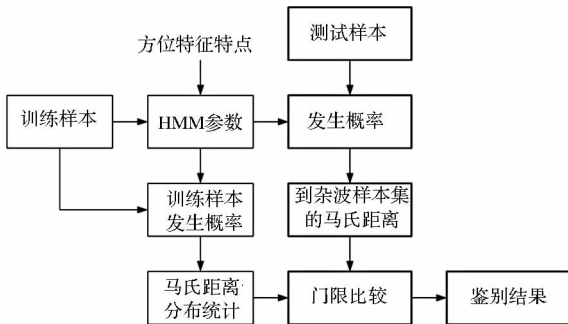 测试样本
方位特征特点
训练样本
HMM参数
发生概率
训练样本
发生概率
到杂波样本集
的马氏距离
马氏距离
分布统计
门限比较
鉴别结果